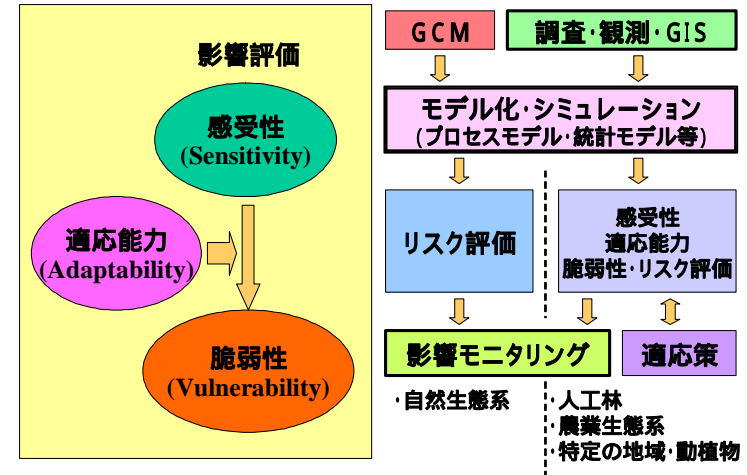 影響評価
感受性
(Sensitivity)
適応能力
(Adaptability)
脆弱性
(Vulnerability)
GCM
調査・観測・GIS
モデル化・シミュレーション
(プロセスモデル・統計モデル等)
リスク評価
感受性
適応能力
脆弱性・リスク評価
影響モニタリング
適応策
・自然生態系
・人工林
・農業生態系
・特定の地域・動植物